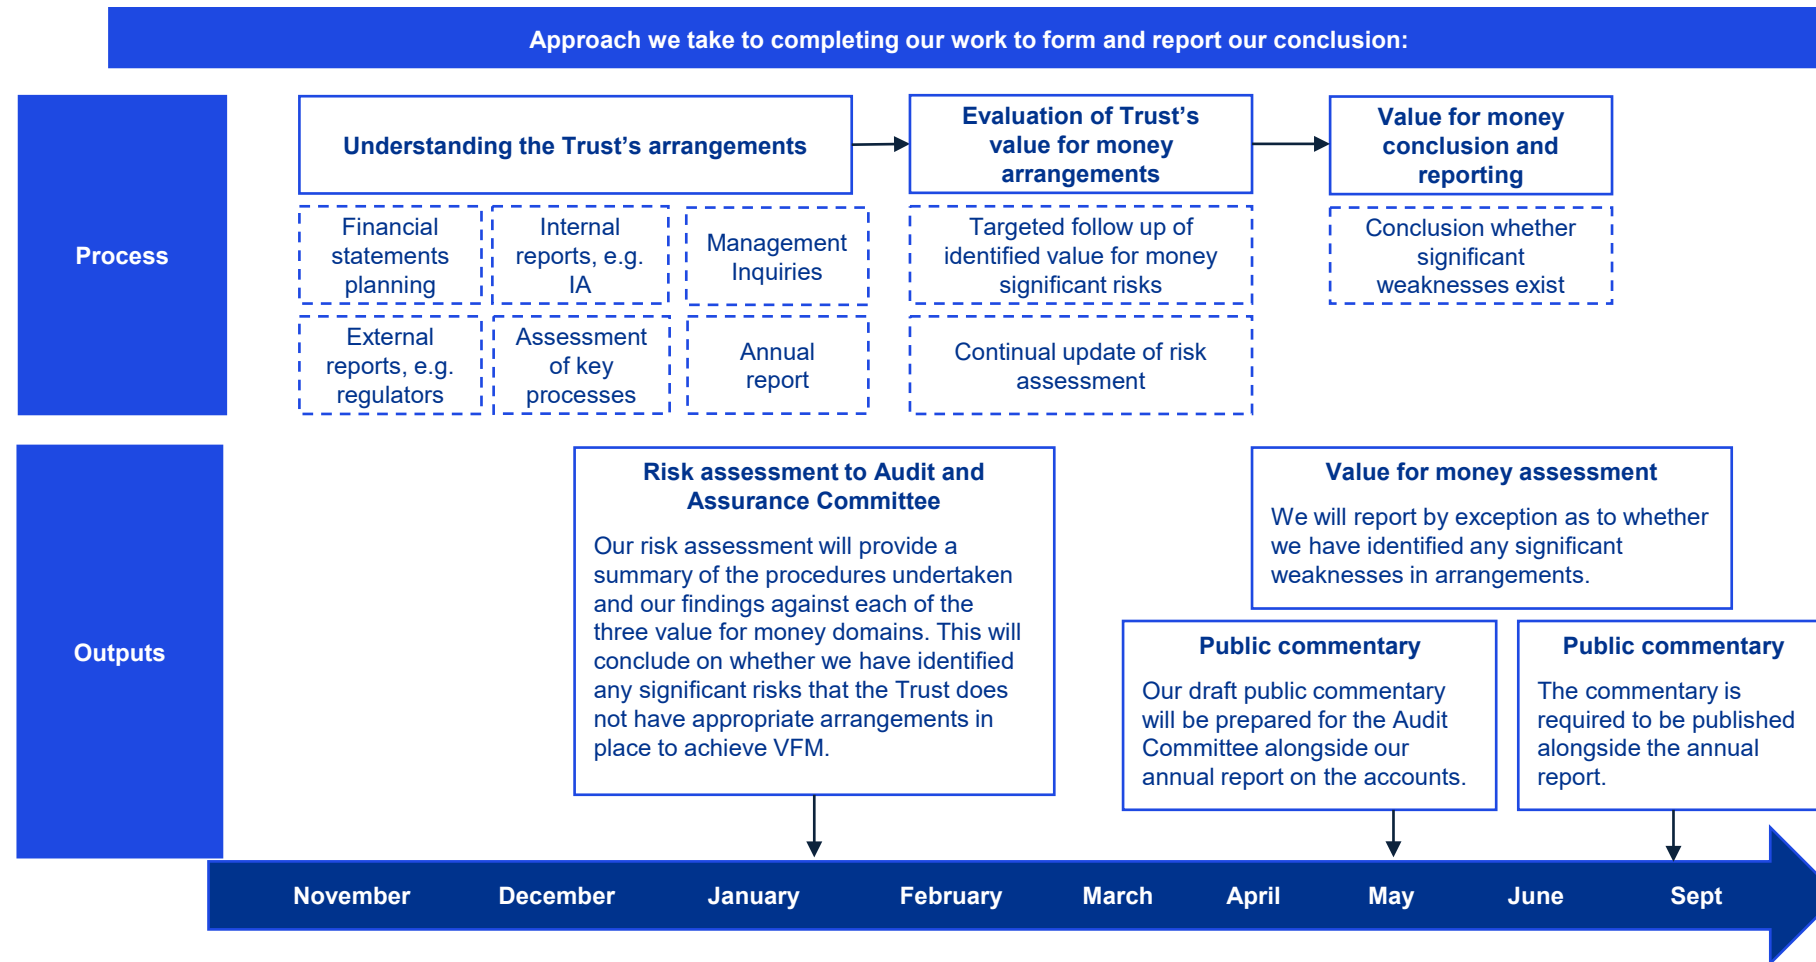 Approach we take to completing our work to form and report our conclusion:
Process
Understanding the Trust's arrangements
Evaluation of Trust's
value for money
arrangements
Value for money
conclusion and
reporting
Financial
statements
planning
Internal
reports, e.g.
IA
Management
Inquiries
Targeted follow up of
identified value for money
significant risks
Conclusion whether
significant
weaknesses exist
External
reports, e.g.
regulators
Assessment
of key
processes
Annual
report
Continual update of risk
assessment
Outputs
Risk assessment to Audit and
Assurance Committee
Our risk assessment will provide a
summary of the procedures undertaken
and our findings against each of the
three value for money domains. This will
conclude on whether we have identified
any significant risks that the Trust does
not have appropriate arrangements in
place to achieve VFM.
Value for money assessment
We will report by exception as to whether
we have identified any significant
weaknesses in arrangements.
Public commentary
Our draft public commentary
will be prepared for the Audit
Committee alongside our
annual report on the accounts.
Public commentary
The commentary is
required to be published
alongside the annual
report.
November December January February March April May June Sept